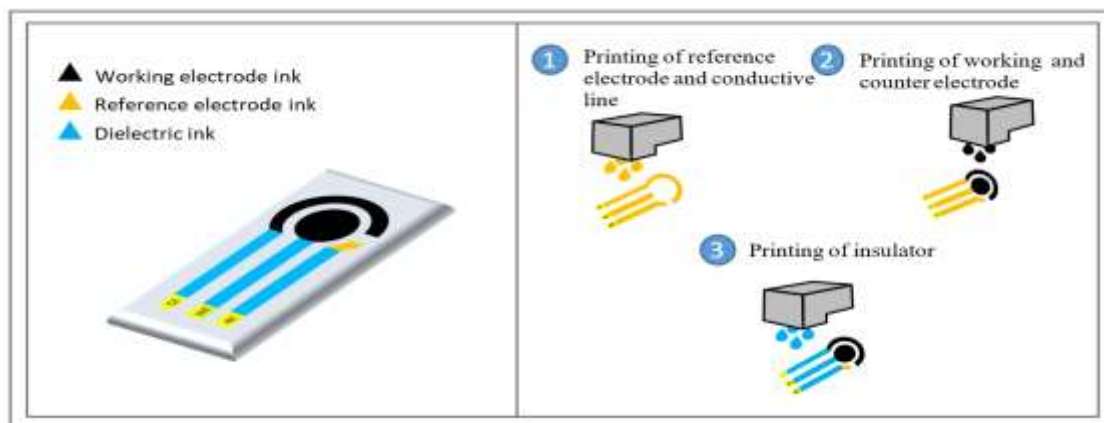 Working electrode ink
Reference electrode ink
Dielectric ink
1
Printing of reference
electrode and conductive
line
2
Printing of working and
counter electrode
3
Printing of insulator